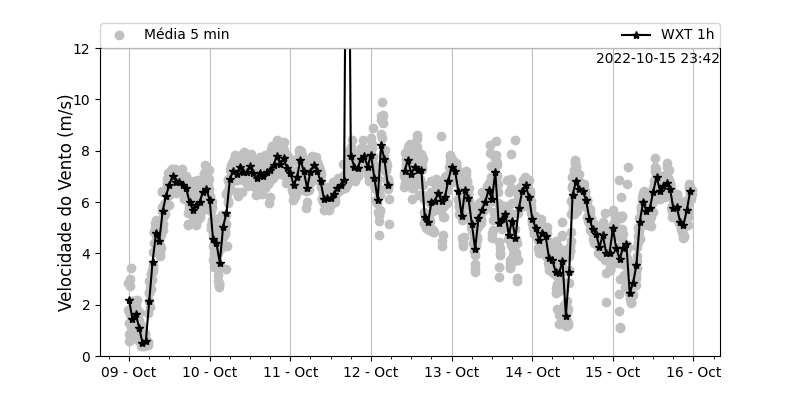 Média 5 min
WXT 1h
2022-10-15 23:42
Velocidade do Vento (m/s)
12
10
8
6
4
2
0
09 - Oct
10 - Oct
11 - Oct
12 - Oct
13 - Oct
14 - Oct
15 - Oct
16 - Oct